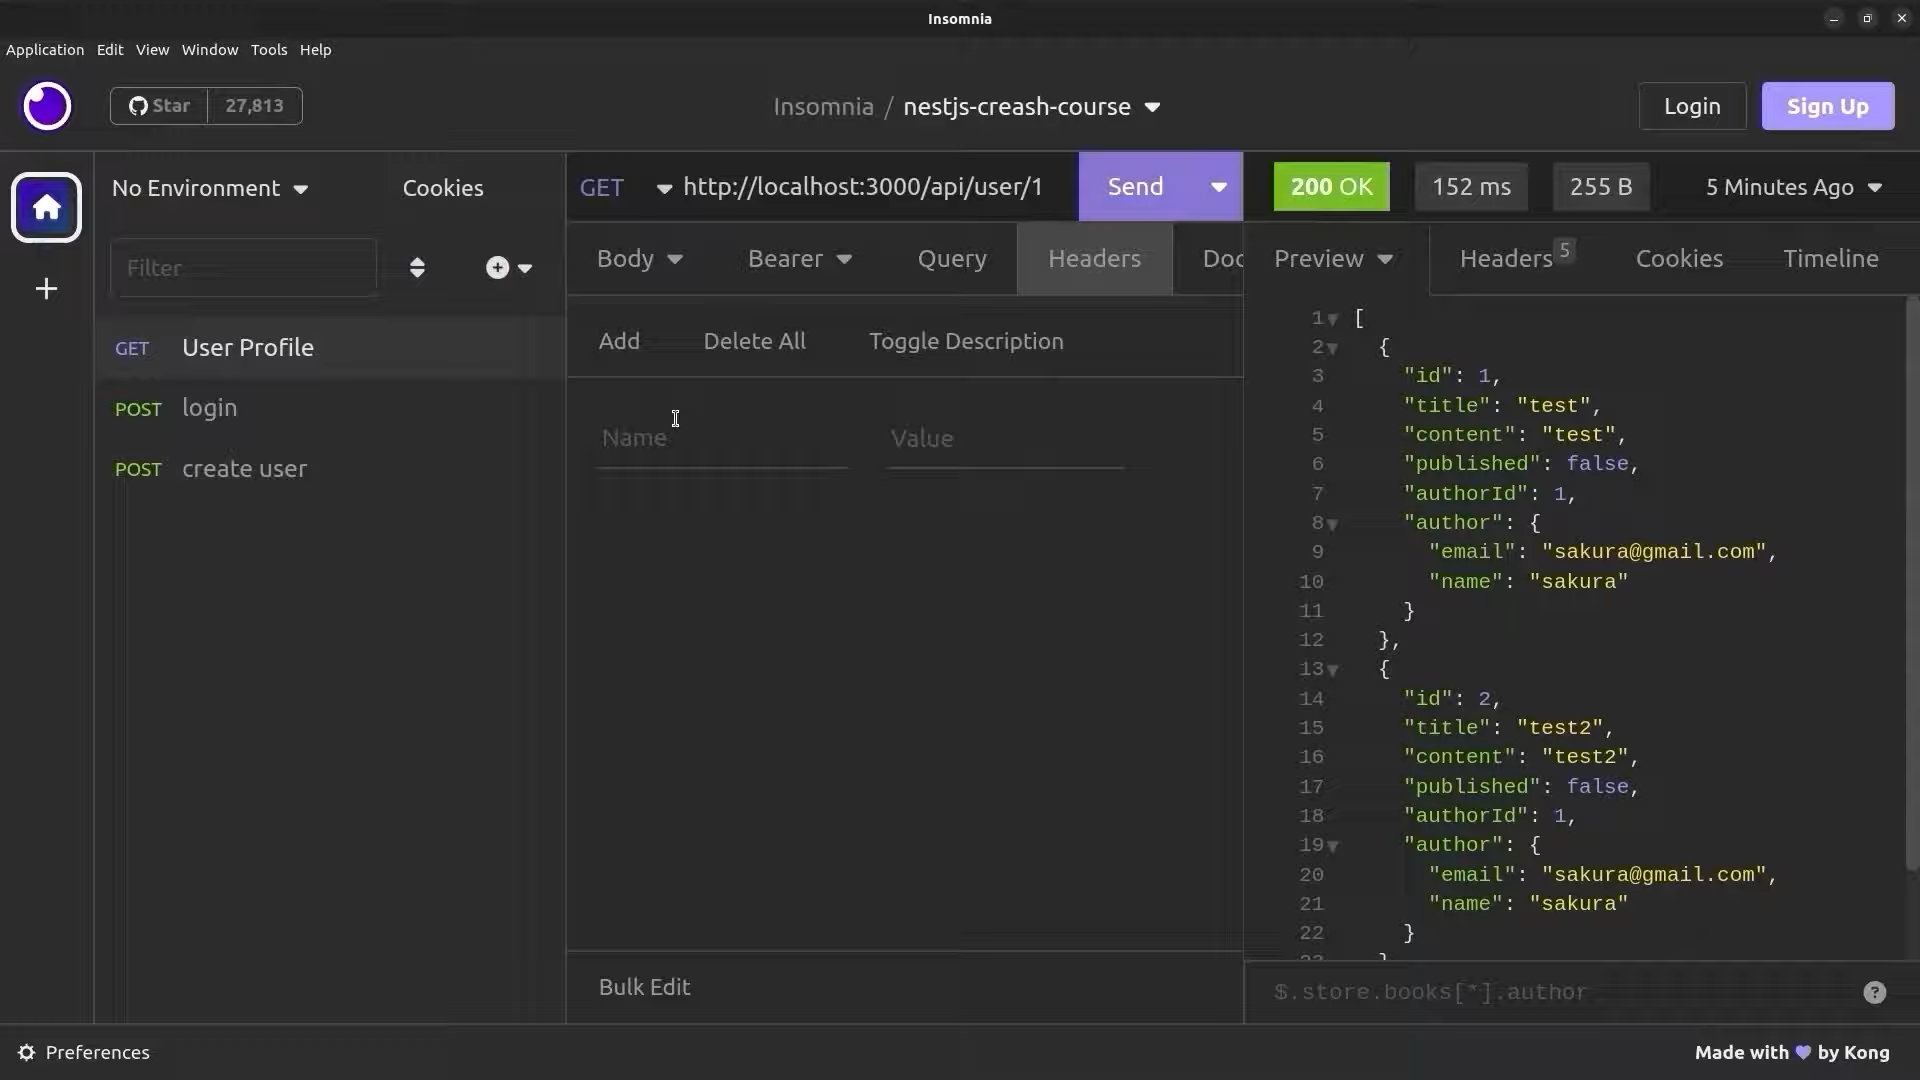 Insomnia
Application Edit View Window Tools Help
Star 27,813
Insomnia / nestjs-creash-course
Login Sign Up
No Environment Cookies
Filter
GET User Profile
POST login
POST create user
GET http://localhost:3000/api/user/1 Send
Body Bearer Query Headers Doc
Add Delete All Toggle Description
Name Value
Bulk Edit
200 OK 152 ms 255 B 5 Minutes Ago
Preview Headers 5 Cookies Timeline
1 [
2 {
3 "id": 1,
4 "title": "test",
5 "content": "test",
6 "published": false,
7 "authorId": 1,
8 "author": {
9 "email": "sakura@gmail.com",
10 "name": "sakura"
11 }
12 },
13 {
14 "id": 2,
15 "title": "test2",
16 "content": "test2",
17 "published": false,
18 "authorId": 1,
19 "author": {
20 "email": "sakura@gmail.com",
21 "name": "sakura"
22 }
$.store.books[*].author ?
Preferences
Made with 💜 by Kong